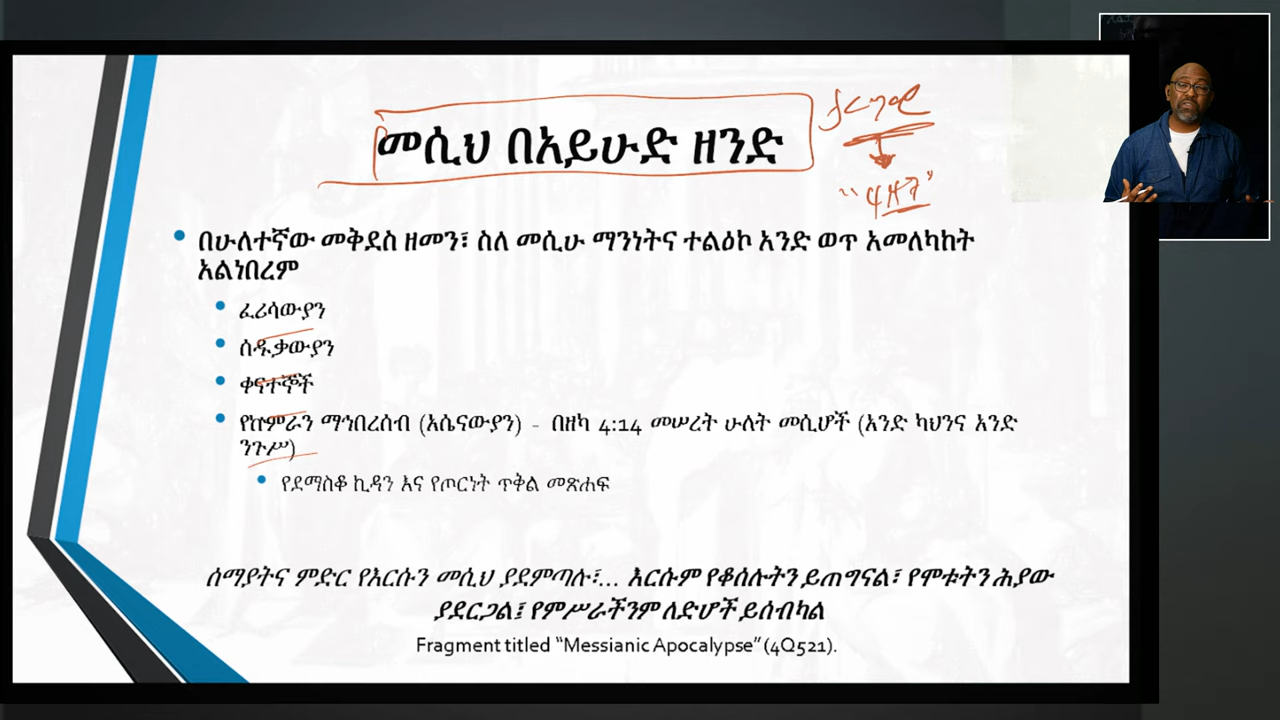 መሲህ በአይሁድ ዘንድ
በሁለተኛው መቅደስ ዘመን፣ ስለ መሲሁ ማንነትና ተልዕኮ አንድ ወጥ አመለካከት
አልነበረም
ፈሪሳውያን
ሰዱቃውያን
ቀናተኞች
የኩምራን ማኅበረሰብ (አሴናውያን) - በዘካ 4:14 መሠረት ሁለት መሲሆች (አንድ ካህንና አንድ
ንጉሥ)
የደማስቆ ኪዳን እና የጦርነት ጥቅል መጽሐፍ
ሰማያትና ምድር የእርሱን መሲህ ያደምጣሉ፣... እርሱም የቆሰሉትን ይጠግናል፣ የሞቱትን ሕያው
ያደርጋል፤ የምሥራችንም ለድሆች ይሰብካል
Fragment titled "Messianic Apocalypse" (4Q521).